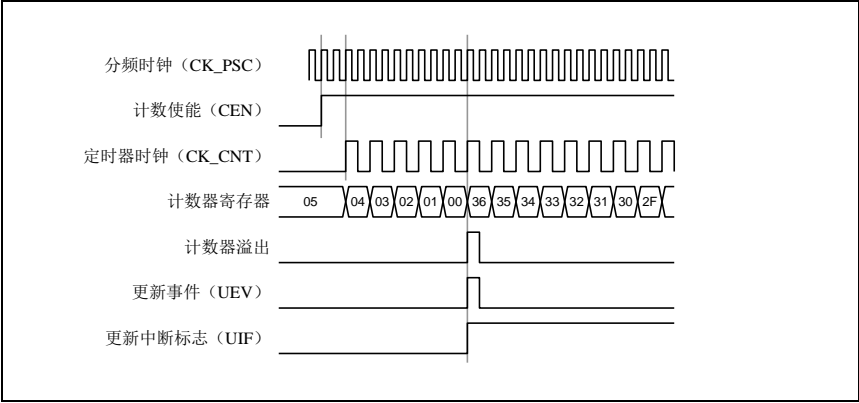 分频时钟（CK_PSC）
计数使能（CEN）
定时器时钟（CK_CNT）
计数器寄存器 05 04 03 02 01 00 36 35 34 33 32 31 30 2F
计数器溢出
更新事件（UEV）
更新中断标志（UIF）